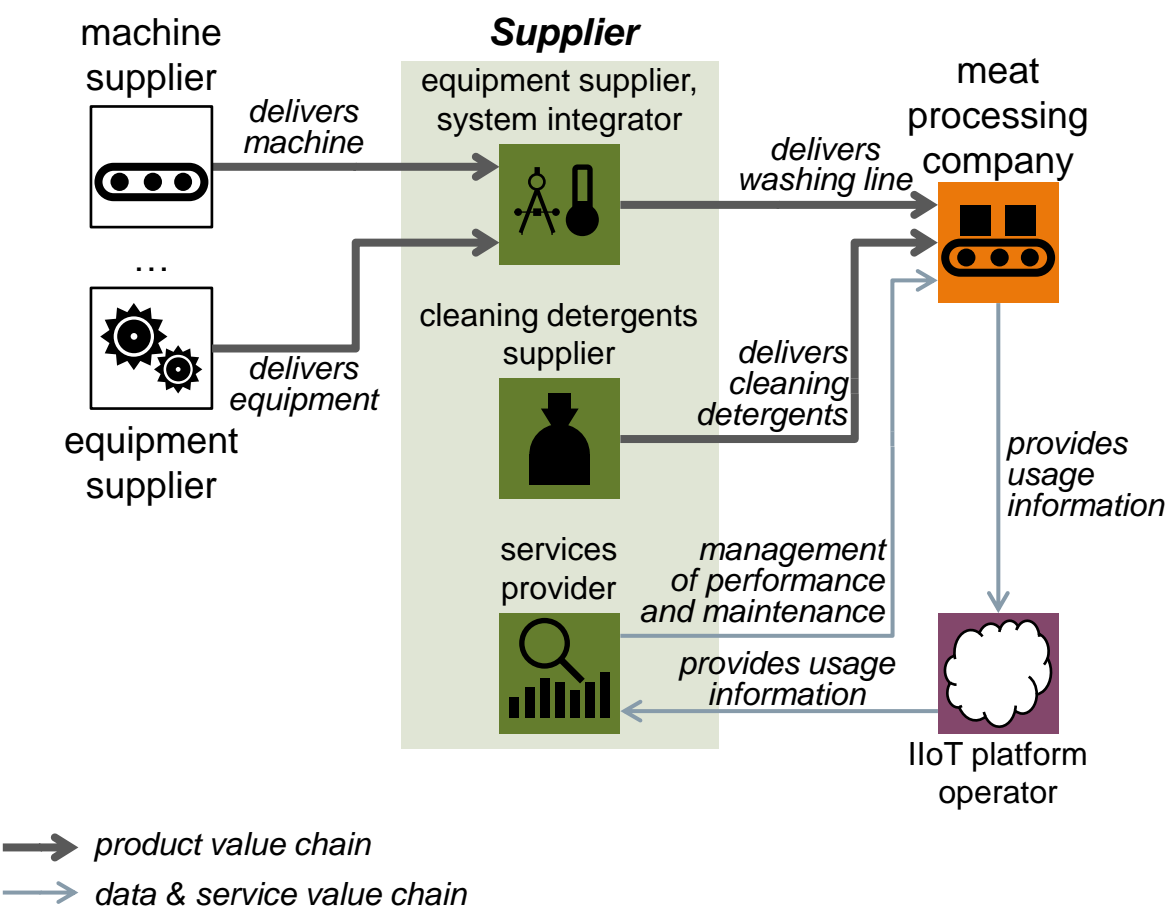 machine
supplier
delivers
machine
…
equipment
supplier
delivers
equipment
Supplier
equipment supplier,
system integrator
cleaning detergents
supplier
services
provider
delivers
washing line
meat
processing
company
delivers
cleaning
detergents
management
of performance
and maintenance
provides usage
information
provides
usage
information
IIoT platform
operator
product value chain
data & service value chain